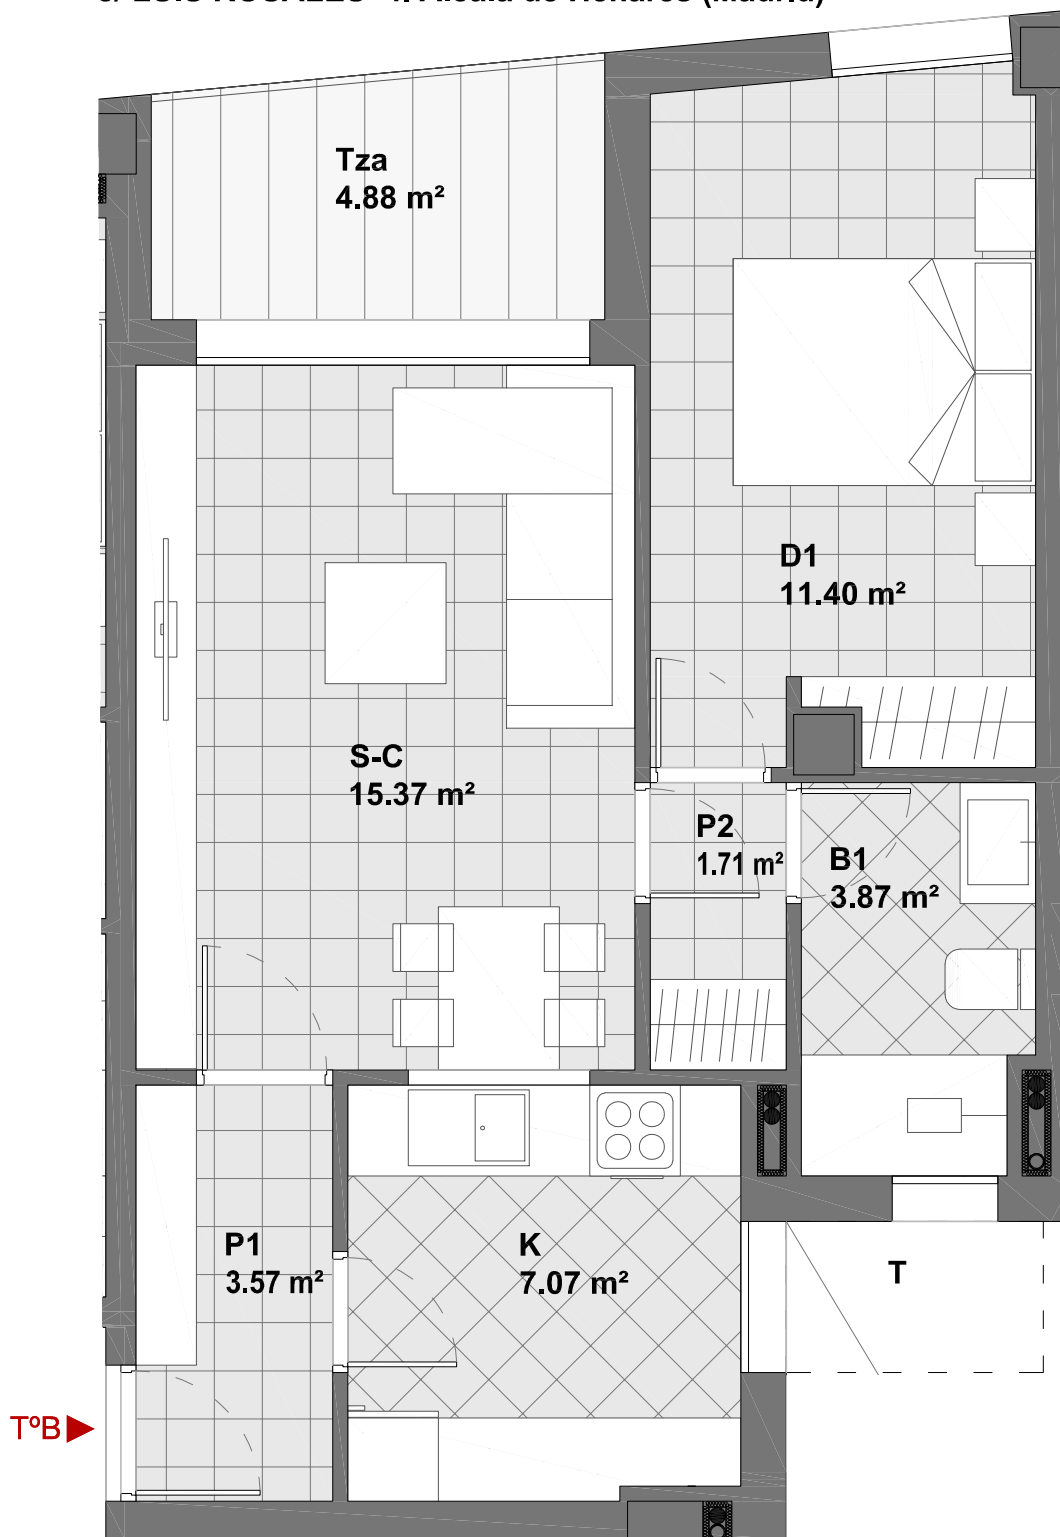 Tza
4.88 m²
D1
11.40 m²
S-C
15.37 m²
P2
1.71 m²
B1
3.87 m²
P1
3.57 m²
K
7.07 m²
T
TºB